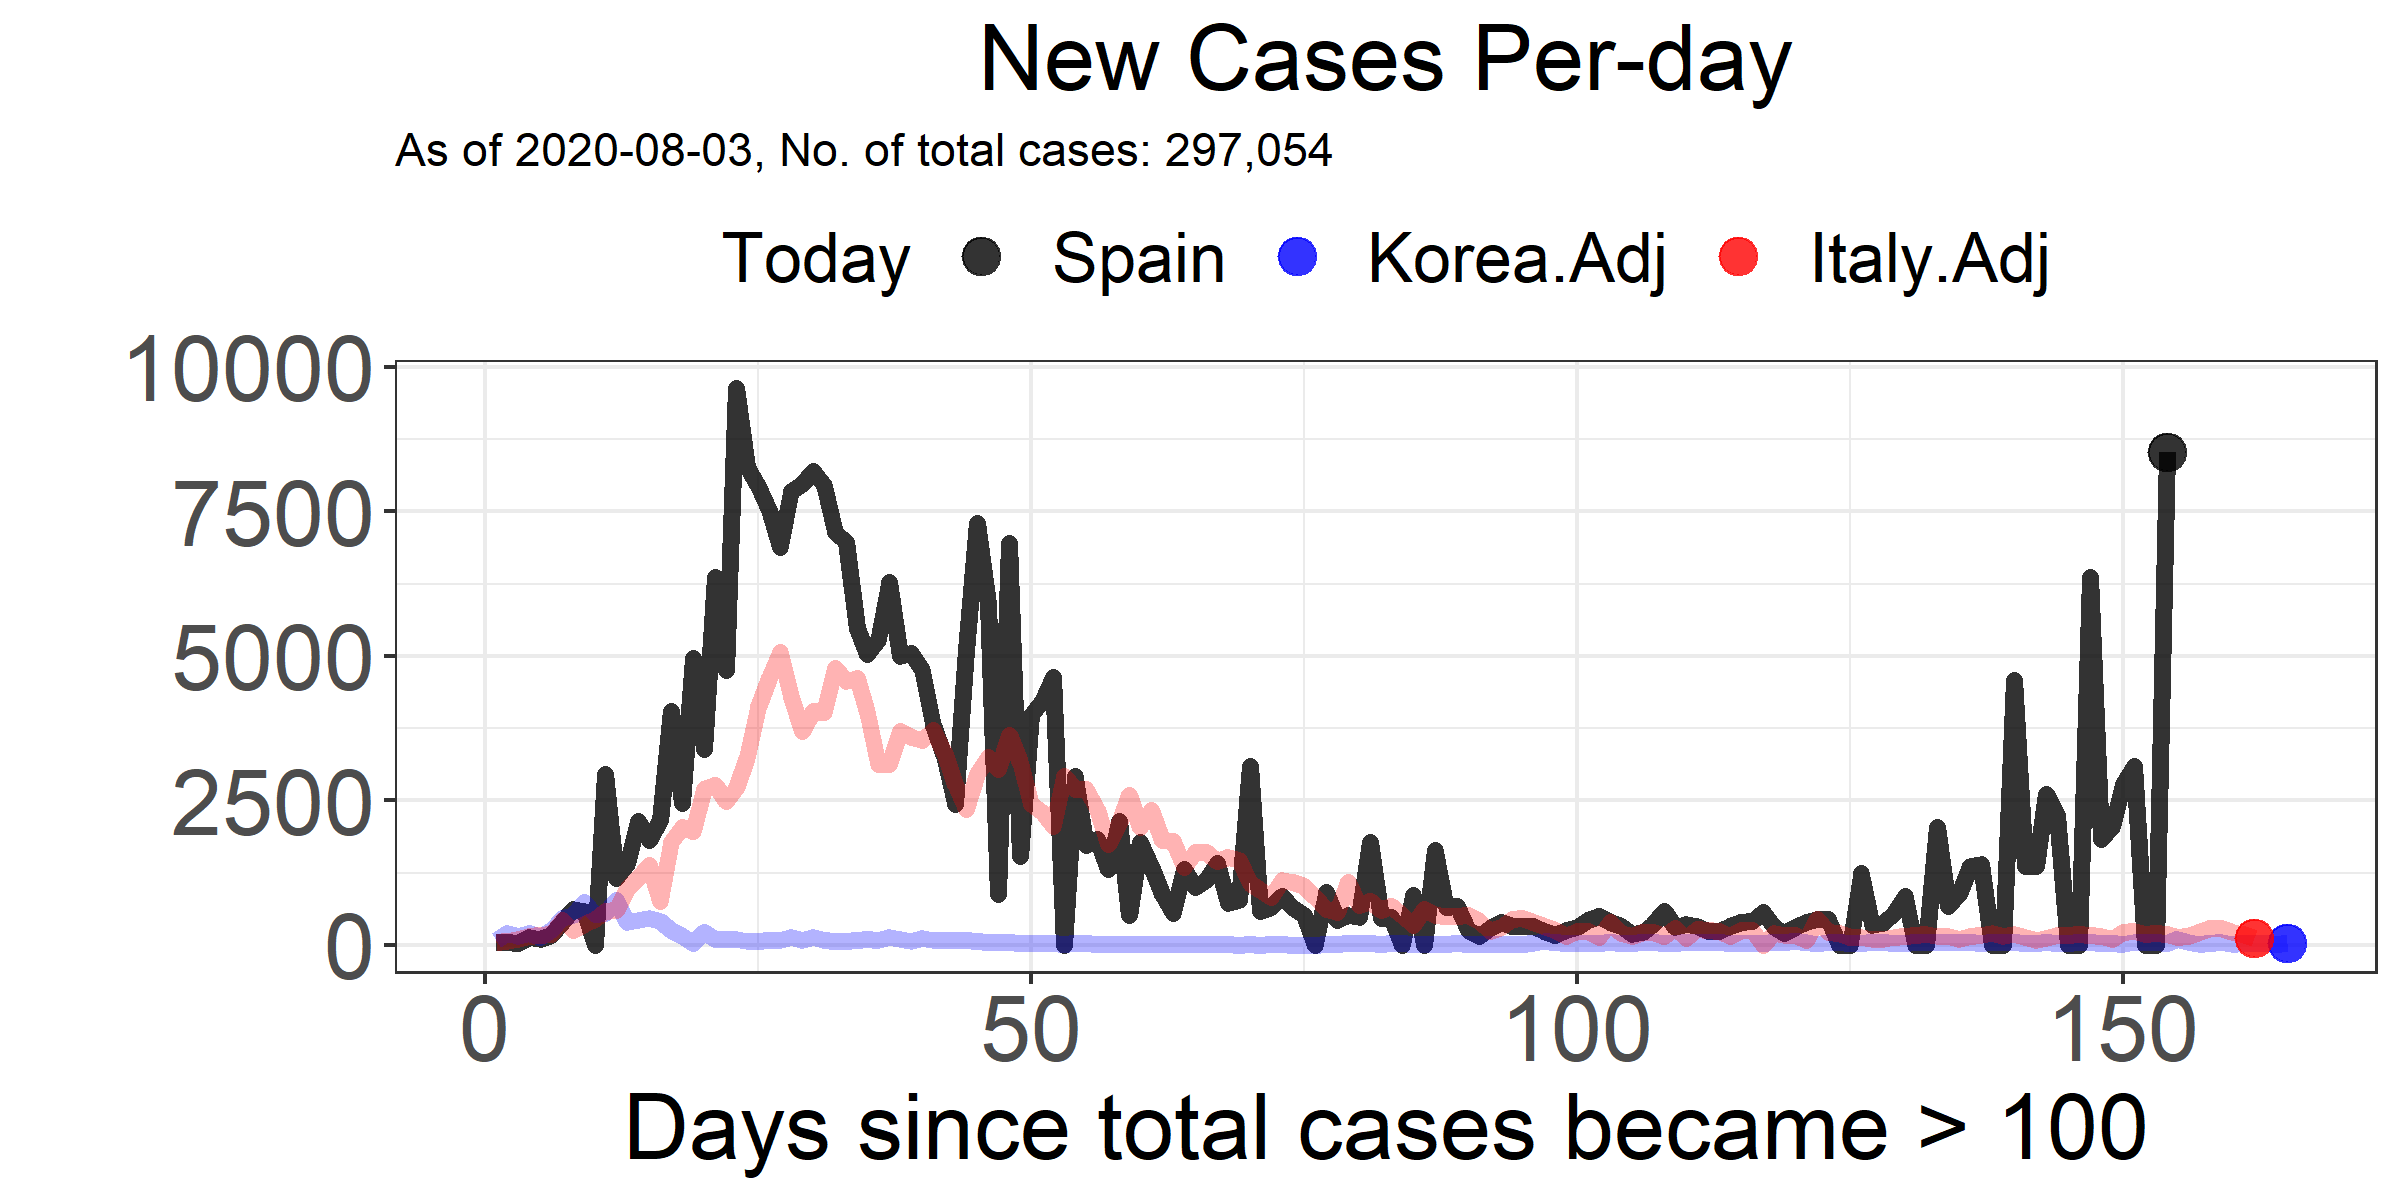 New Cases Per-day
As of 2020-08-03, No. of total cases: 297,054
Today Spain Korea.Adj Italy.Adj
10000
7500
5000
2500
0
0 50 100 150
Days since total cases became > 100